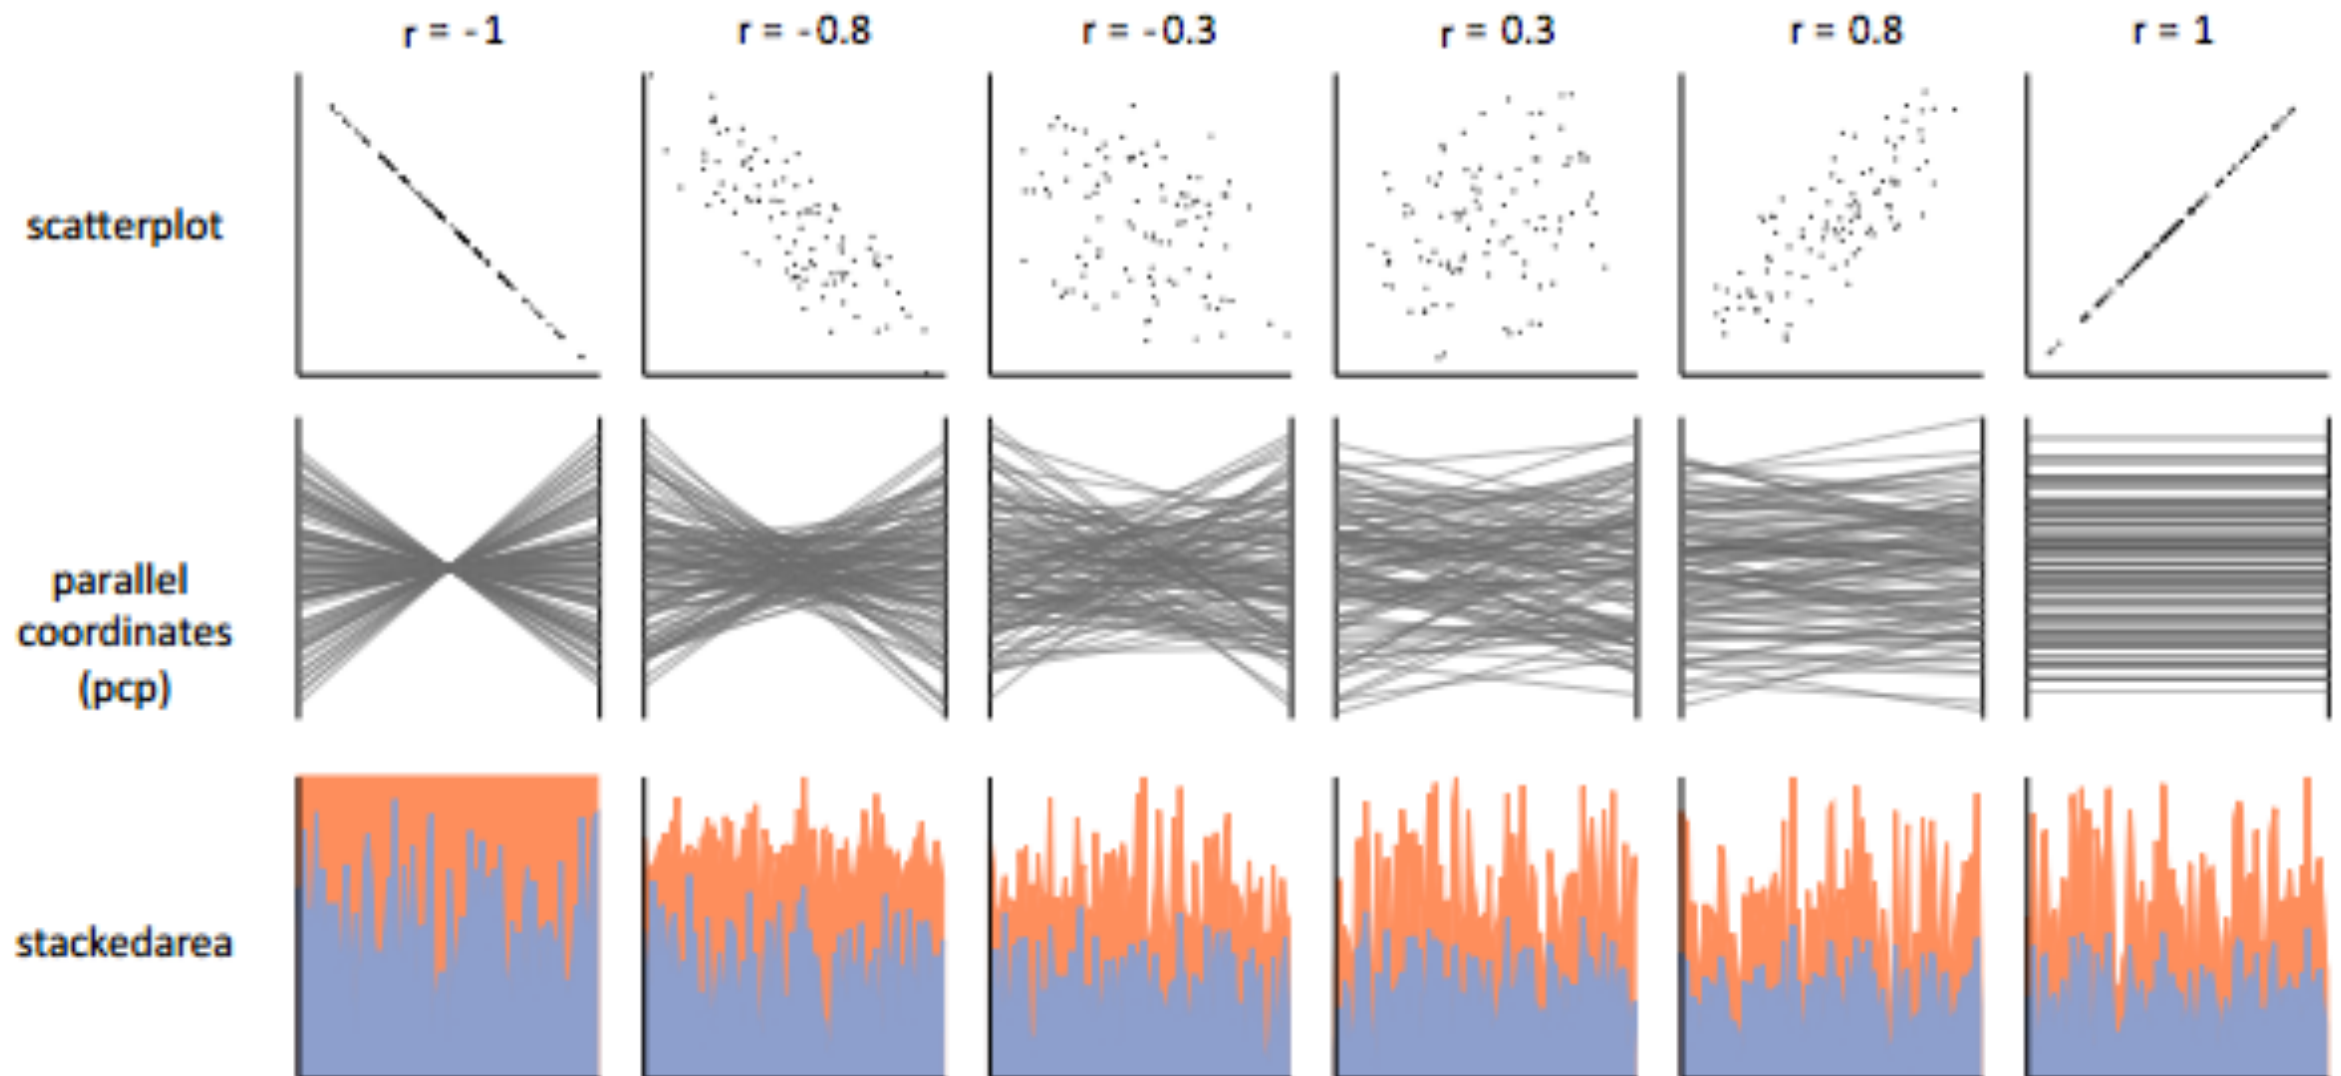 r = -1
r = -0.8
r = -0.3
r = 0.3
r = 0.8
r = 1
scatterplot
parallel
coordinates
(pcp)
stackedarea